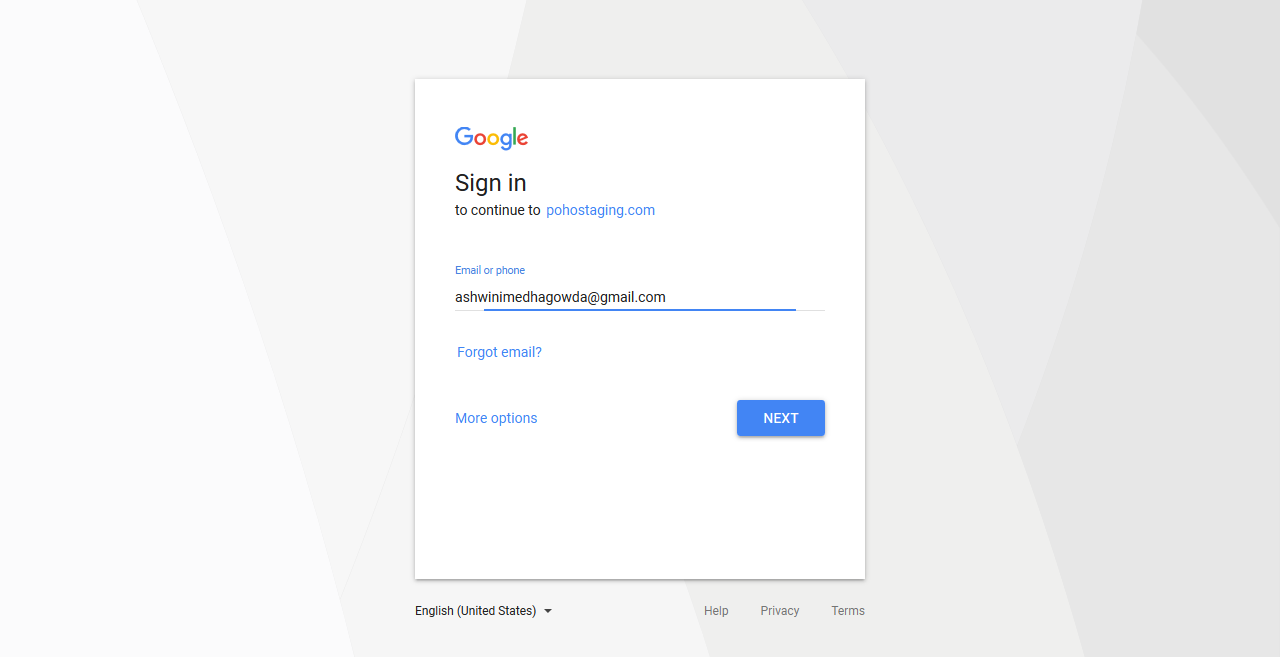 Google
Sign in
to continue to pohostaging.com
Email or phone
ashwinimedhagowda@gmail.com
Forgot email?
More options
NEXT
English (United States)
Help
Privacy
Terms